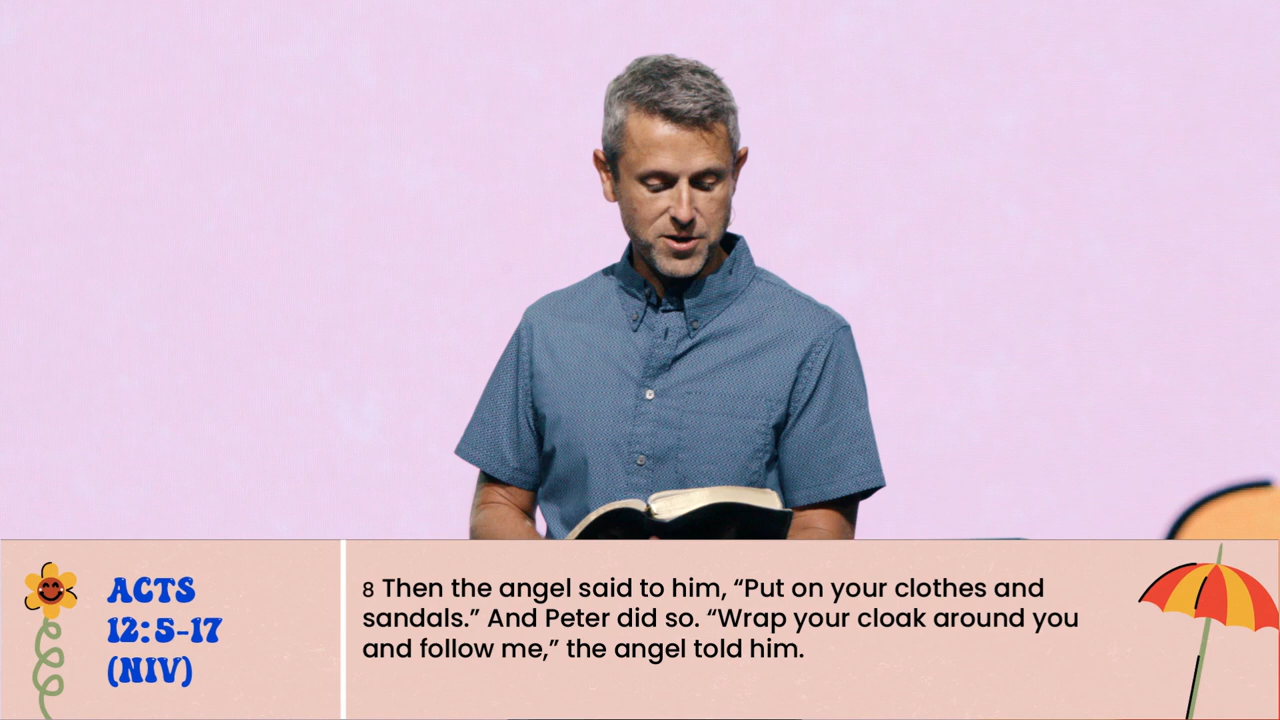 ACTS
12:5-17
(NIV)
8 Then the angel said to him, “Put on your clothes and
sandals.” And Peter did so. “Wrap your cloak around you
and follow me,” the angel told him.